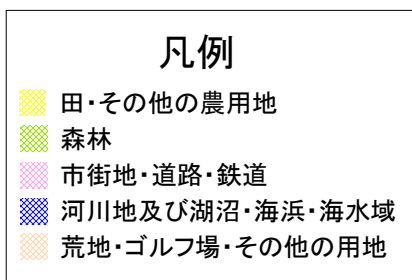 凡例
田・その他の農用地
森林
市街地・道路・鉄道
河川地及び湖沼・海浜・海水域
荒地・ゴルフ場・その他の用地